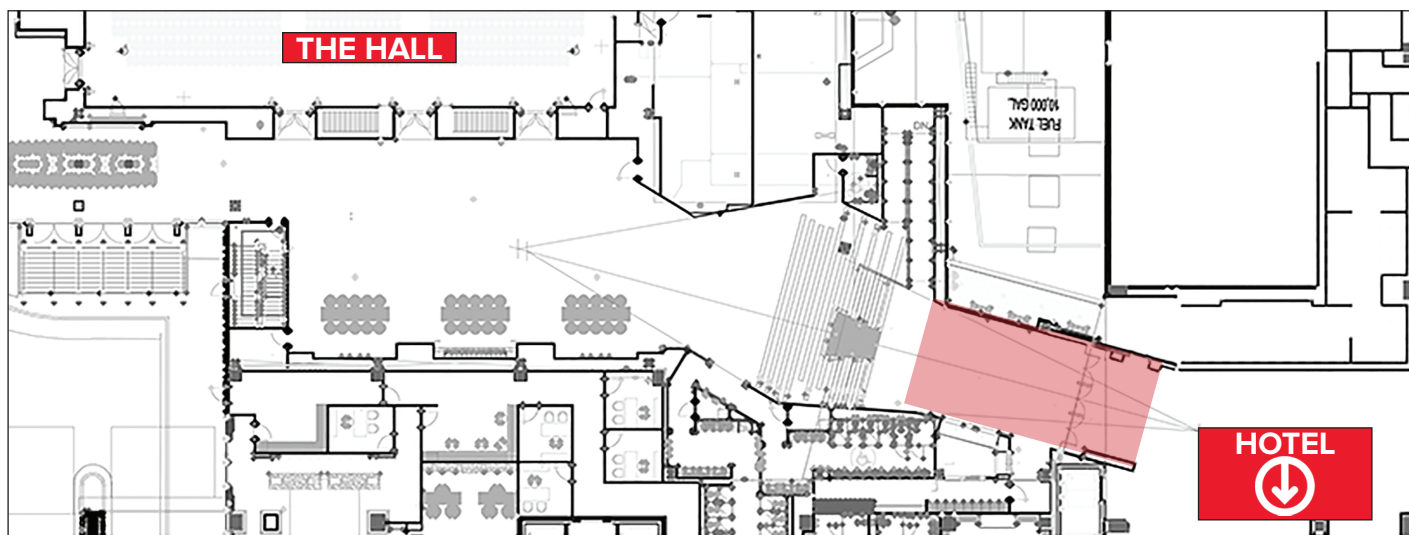 THE HALL
DN
FUEL TANK
10,000 GAL
HOTEL